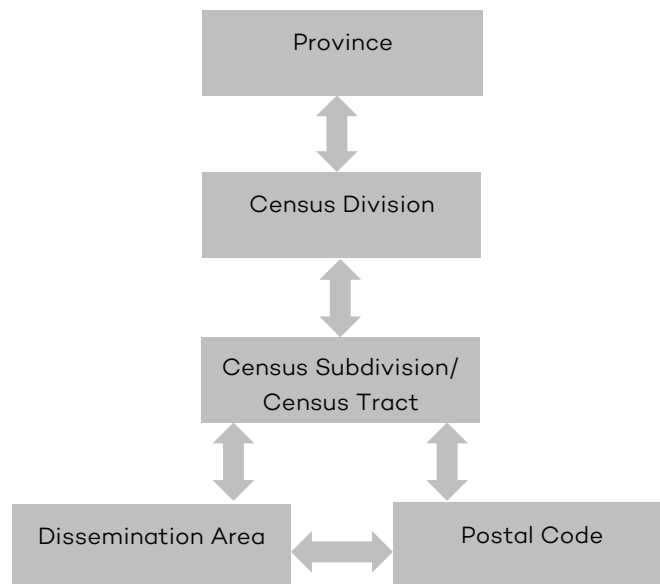 Province
Census Division
Census Subdivision/
Census Tract
Dissemination Area
Postal Code